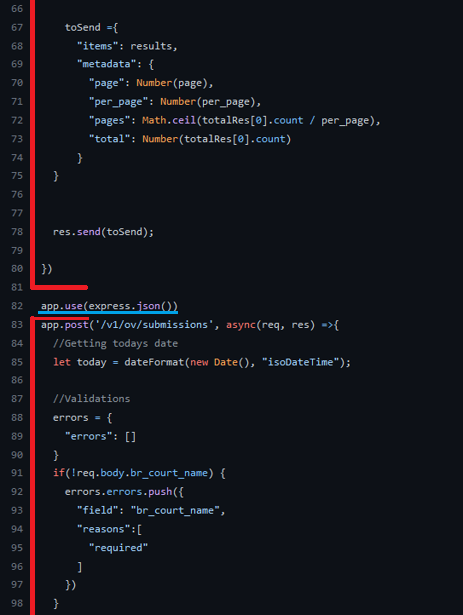 66
67 toSend ={
68 "items": results,
69 "metadata": {
70 "page": Number(page),
71 "per_page": Number(per_page),
72 "pages": Math.ceil(totalRes[0].count / per_page),
73 "total": Number(totalRes[0].count)
74 }
75 }
76
77
78 res.send(toSend);
79
80 })
81
82 app.use(express.json())
83 app.post('/v1/ov/submissions', async(req, res) =>{
84 //Getting todays date
85 let today = dateFormat(new Date(), "isoDateTime");
86
87 //Validations
88 errors = {
89 "errors": []
90 }
91 if(!req.body.br_court_name) {
92 errors.errors.push({
93 "field": "br_court_name",
94 "reasons":[
95 "required"
96 ]
97 })
98 }